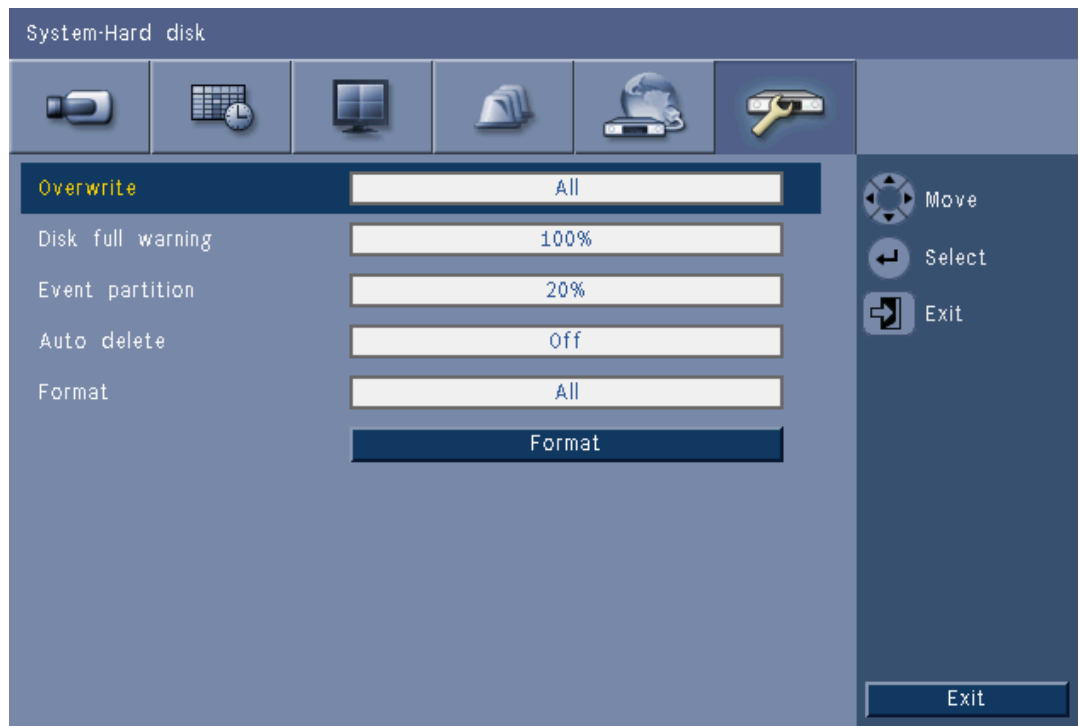 System-Hard disk
Overwrite All
Disk full warning 100%
Event partition 20%
Auto delete Off
Format All
Format
Move
Select
Exit
Exit